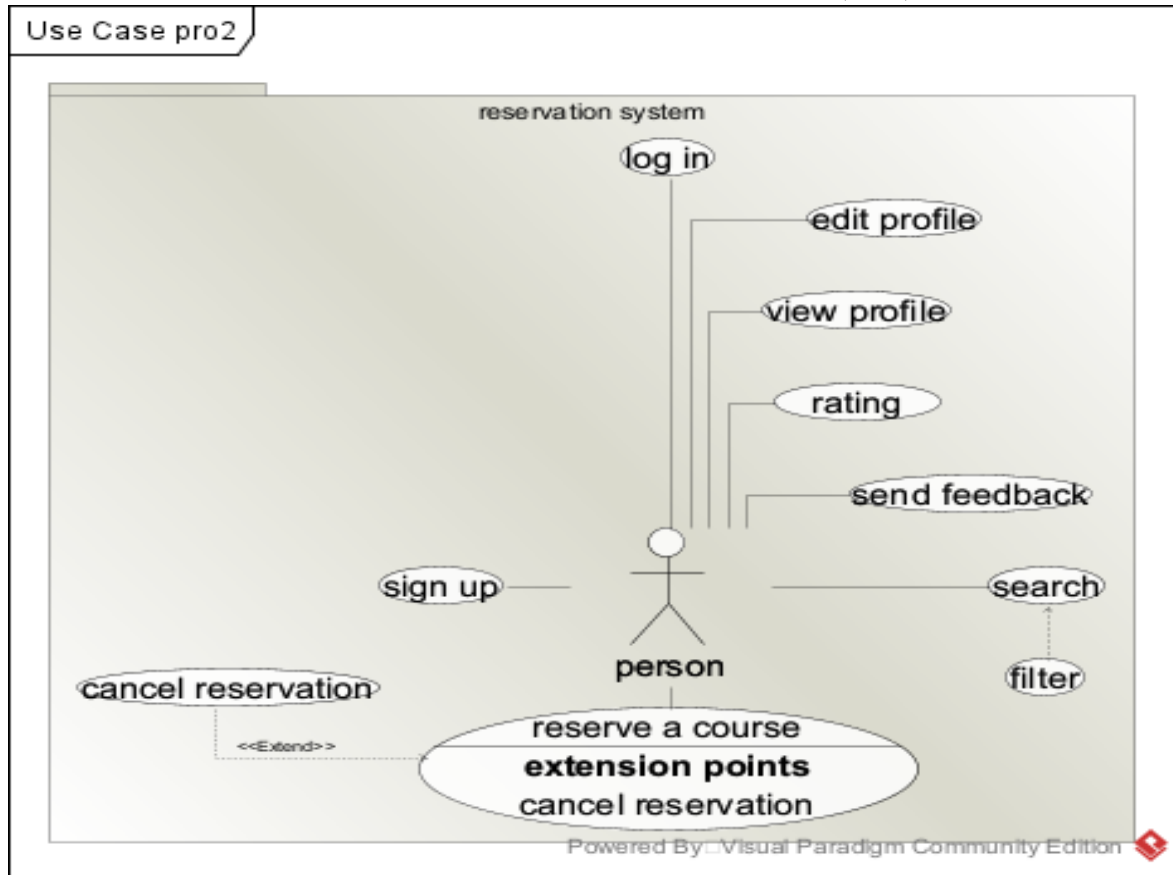 Use Case pro2
reservation system
log in
edit profile
view profile
rating
send feedback
sign up
search
person
filter
cancel reservation
reserve a course
<<Extend>>
extension points
cancel reservation
Powered By Visual Paradigm Community Edition